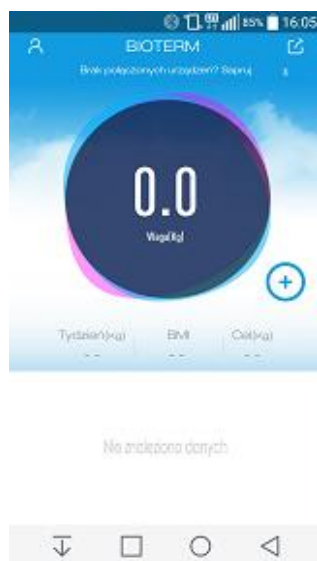 85% 16:05
BIOTERM
Brak połączonych urządzeń? Sparuj
0.0
Waga(Kg)
+
Tydzień(Kg) BMI Cel(Kg)
-- -- --
Nie znaleziono danych